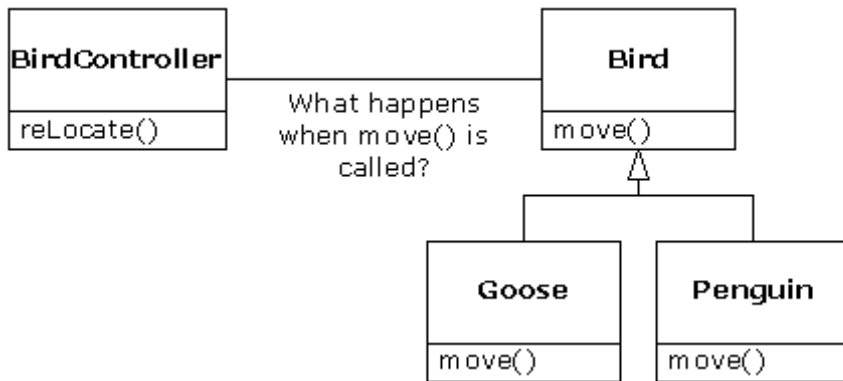 BirdController
reLocate()
What happens
when move() is
called?
Bird
move()
Goose
move()
Penguin
move()